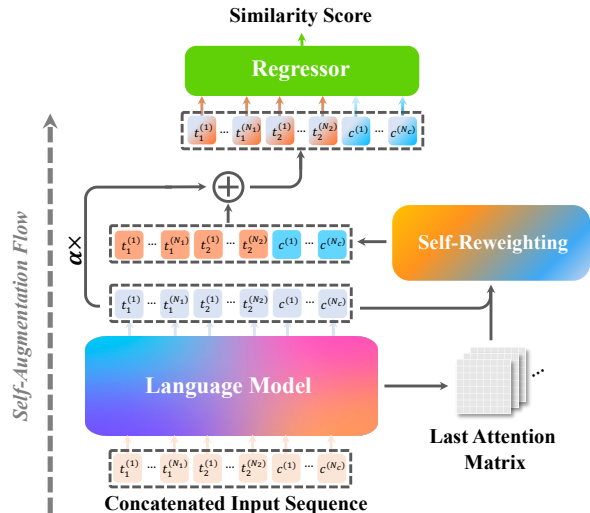 Similarity Score
Regressor
t₁⁽¹⁾ ... t₁⁽ᴺ¹⁾ t₂⁽¹⁾ ... t₂⁽ᴺ²⁾ c⁽¹⁾ ... c⁽ᴺᶜ⁾
+
α×
t₁⁽¹⁾ ... t₁⁽ᴺ¹⁾ t₂⁽¹⁾ ... t₂⁽ᴺ²⁾ c⁽¹⁾ ... c⁽ᴺᶜ⁾
Self-Reweighting
t₁⁽¹⁾ ... t₁⁽ᴺ¹⁾ t₂⁽¹⁾ ... t₂⁽ᴺ²⁾ c⁽¹⁾ ... c⁽ᴺᶜ⁾
Self-Augmentation Flow
Language Model
...
Last Attention
Matrix
t₁⁽¹⁾ ... t₁⁽ᴺ¹⁾ t₂⁽¹⁾ ... t₂⁽ᴺ²⁾ c⁽¹⁾ ... c⁽ᴺᶜ⁾
Concatenated Input Sequence